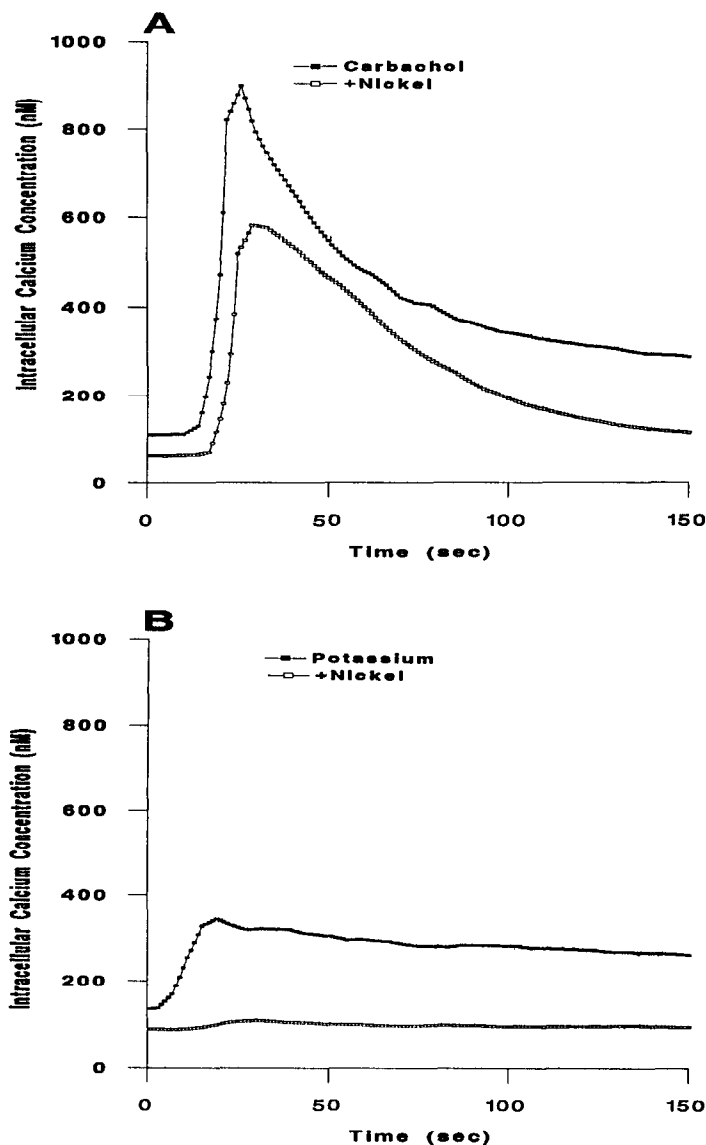 A
1000
800
600
400
200
0
Intracellular Calcium Concentration (nM)
Carbachol
+Nickel
0 50 100 150
Time (sec)
B
1000
800
600
400
200
0
Intracellular Calcium Concentration (nM)
Potassium
+Nickel
0 50 100 150
Time (sec)